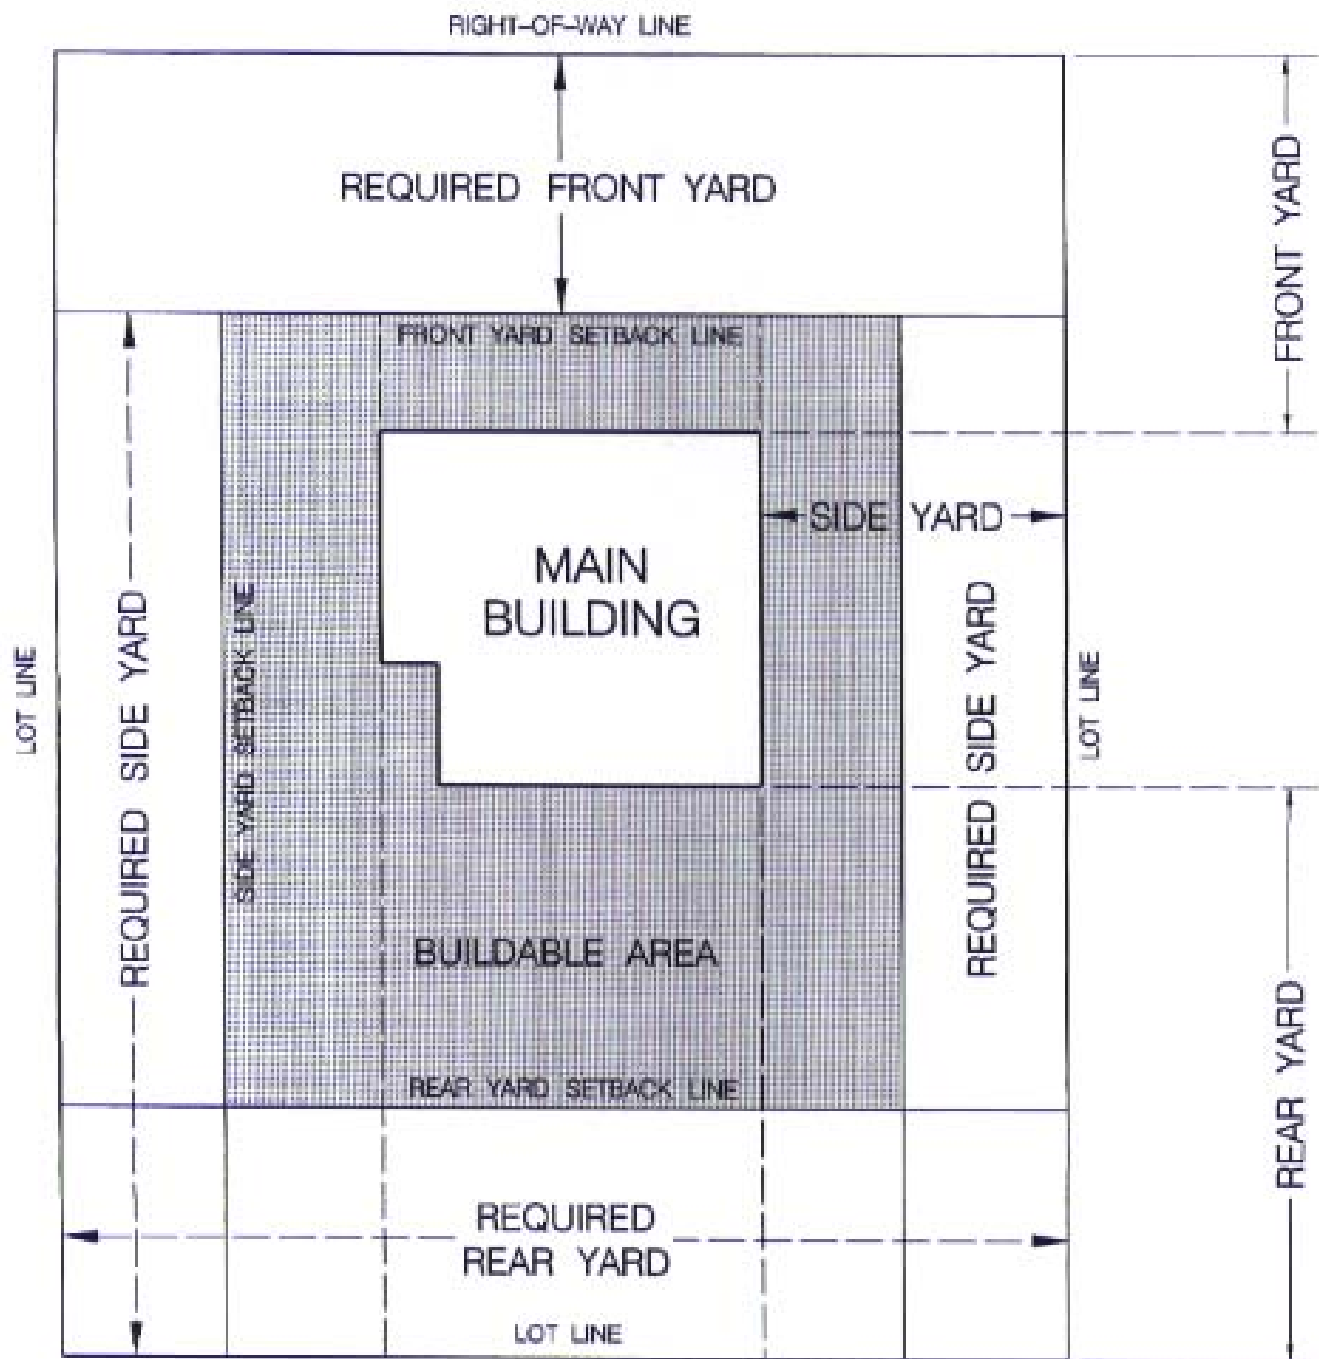 RIGHT-OF-WAY LINE
REQUIRED FRONT YARD
FRONT YARD
FRONT YARD SETBACK LINE
SIDE YARD
MAIN
BUILDING
LOT LINE
REQUIRED SIDE YARD
SIDE YARD SETBACK LINE
REQUIRED SIDE YARD
LOT LINE
BUILDABLE AREA
REAR YARD SETBACK LINE
REAR YARD
REQUIRED
REAR YARD
LOT LINE